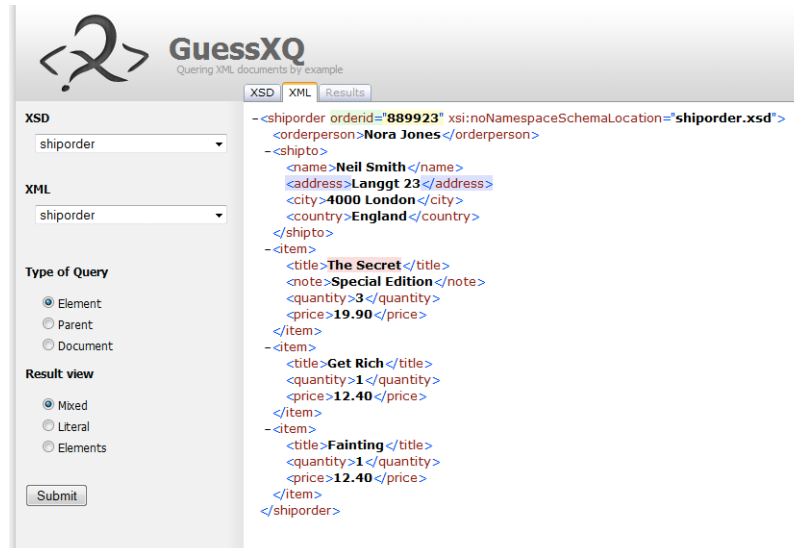 <?>
GuessXQ
Quering XML documents by example
XSD XML Results
XSD
shiporder
XML
shiporder
Type of Query
Element
Parent
Document
Result view
Mixed
Literal
Elements
Submit
-<shiporder orderid="889923" xsi:noNamespaceSchemaLocation="shiporder.xsd">
<orderperson>Nora Jones</orderperson>
-<shipto>
<name>Neil Smith</name>
<address>Langgt 23</address>
<city>4000 London</city>
<country>England</country>
</shipto>
-<item>
<title>The Secret</title>
<note>Special Edition</note>
<quantity>3</quantity>
<price>19.90</price>
</item>
-<item>
<title>Get Rich</title>
<quantity>1</quantity>
<price>12.40</price>
</item>
-<item>
<title>Fainting</title>
<quantity>1</quantity>
<price>12.40</price>
</item>
</shiporder>